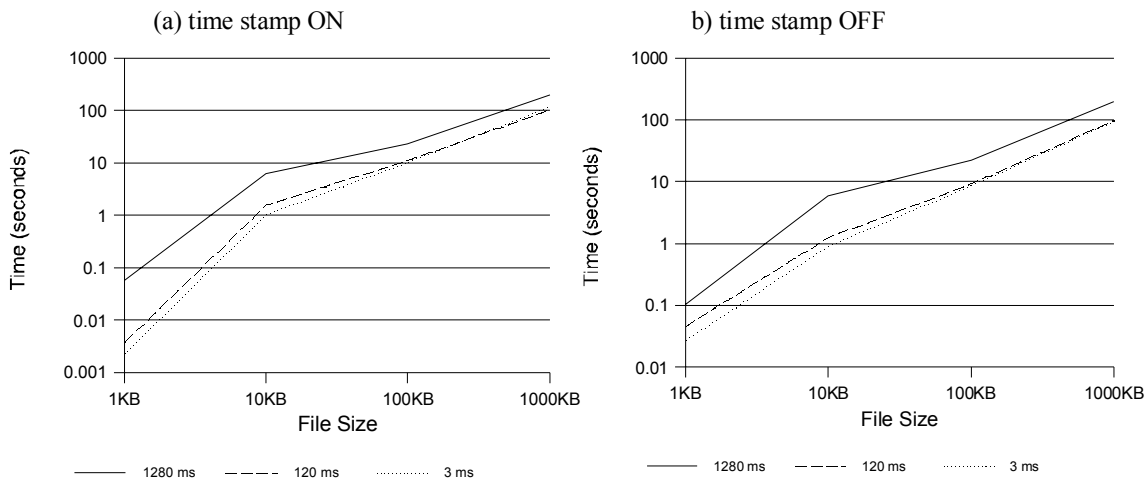 (a) time stamp ON
1000
100
10
1
0.1
0.01
0.001
Time (seconds)
1KB
10KB
100KB
1000KB
File Size
1280 ms
120 ms
3 ms
b) time stamp OFF
1000
100
10
1
0.1
0.01
Time (seconds)
1KB
10KB
100KB
1000KB
File Size
1280 ms
120 ms
3 ms